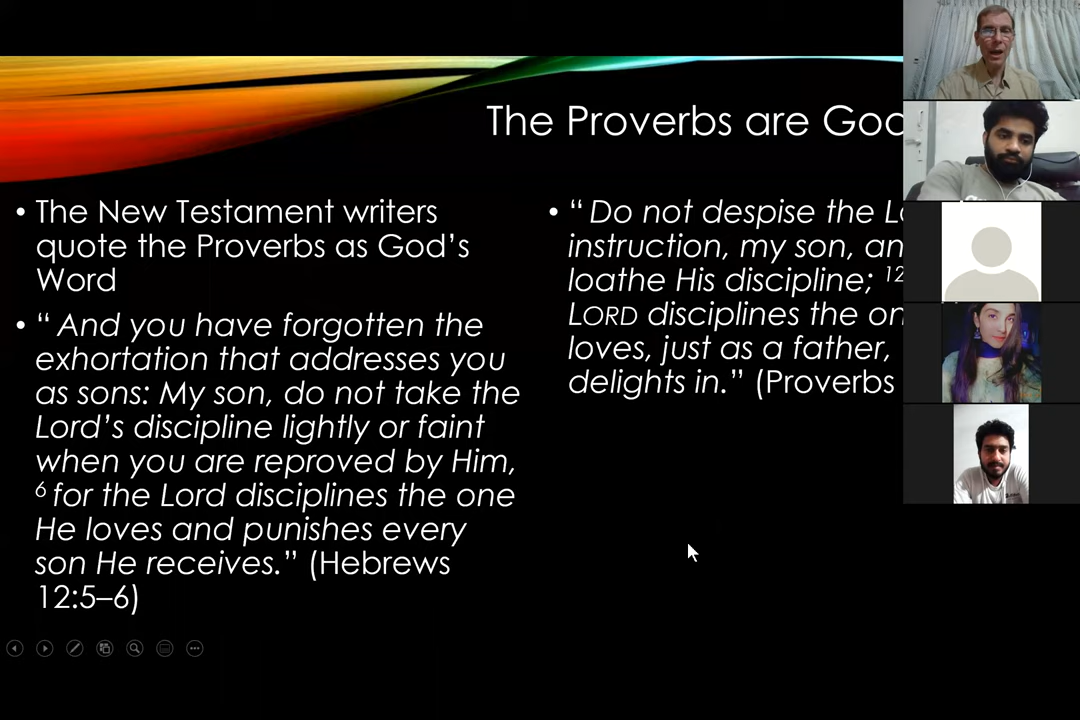 The Proverbs are God
• The New Testament writers
quote the Proverbs as God’s
Word
• “ And you have forgotten the
exhortation that addresses you
as sons: My son, do not take the
Lord’s discipline lightly or faint
when you are reproved by Him,
6 for the Lord disciplines the one
He loves and punishes every
son He receives.” (Hebrews
12:5–6)
• “ Do not despise the
instruction, my son, an
loathe His discipline; 12
LORD disciplines the on
loves, just as a father,
delights in.” (Proverbs